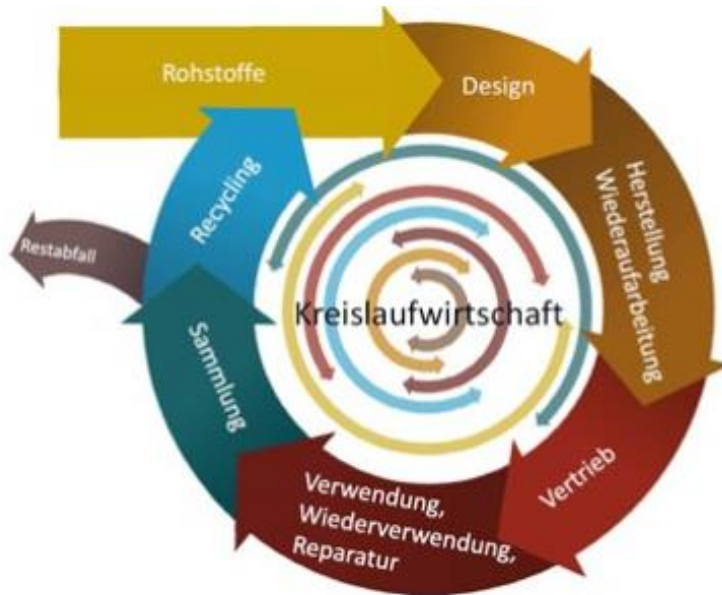 Rohstoffe
Design
Herstellung
Wiederaufarbeitung
Vertrieb
Verwendung,
Wiederverwendung,
Reparatur
Sammlung
Recycling
Restabfall
Kreislaufwirtschaft